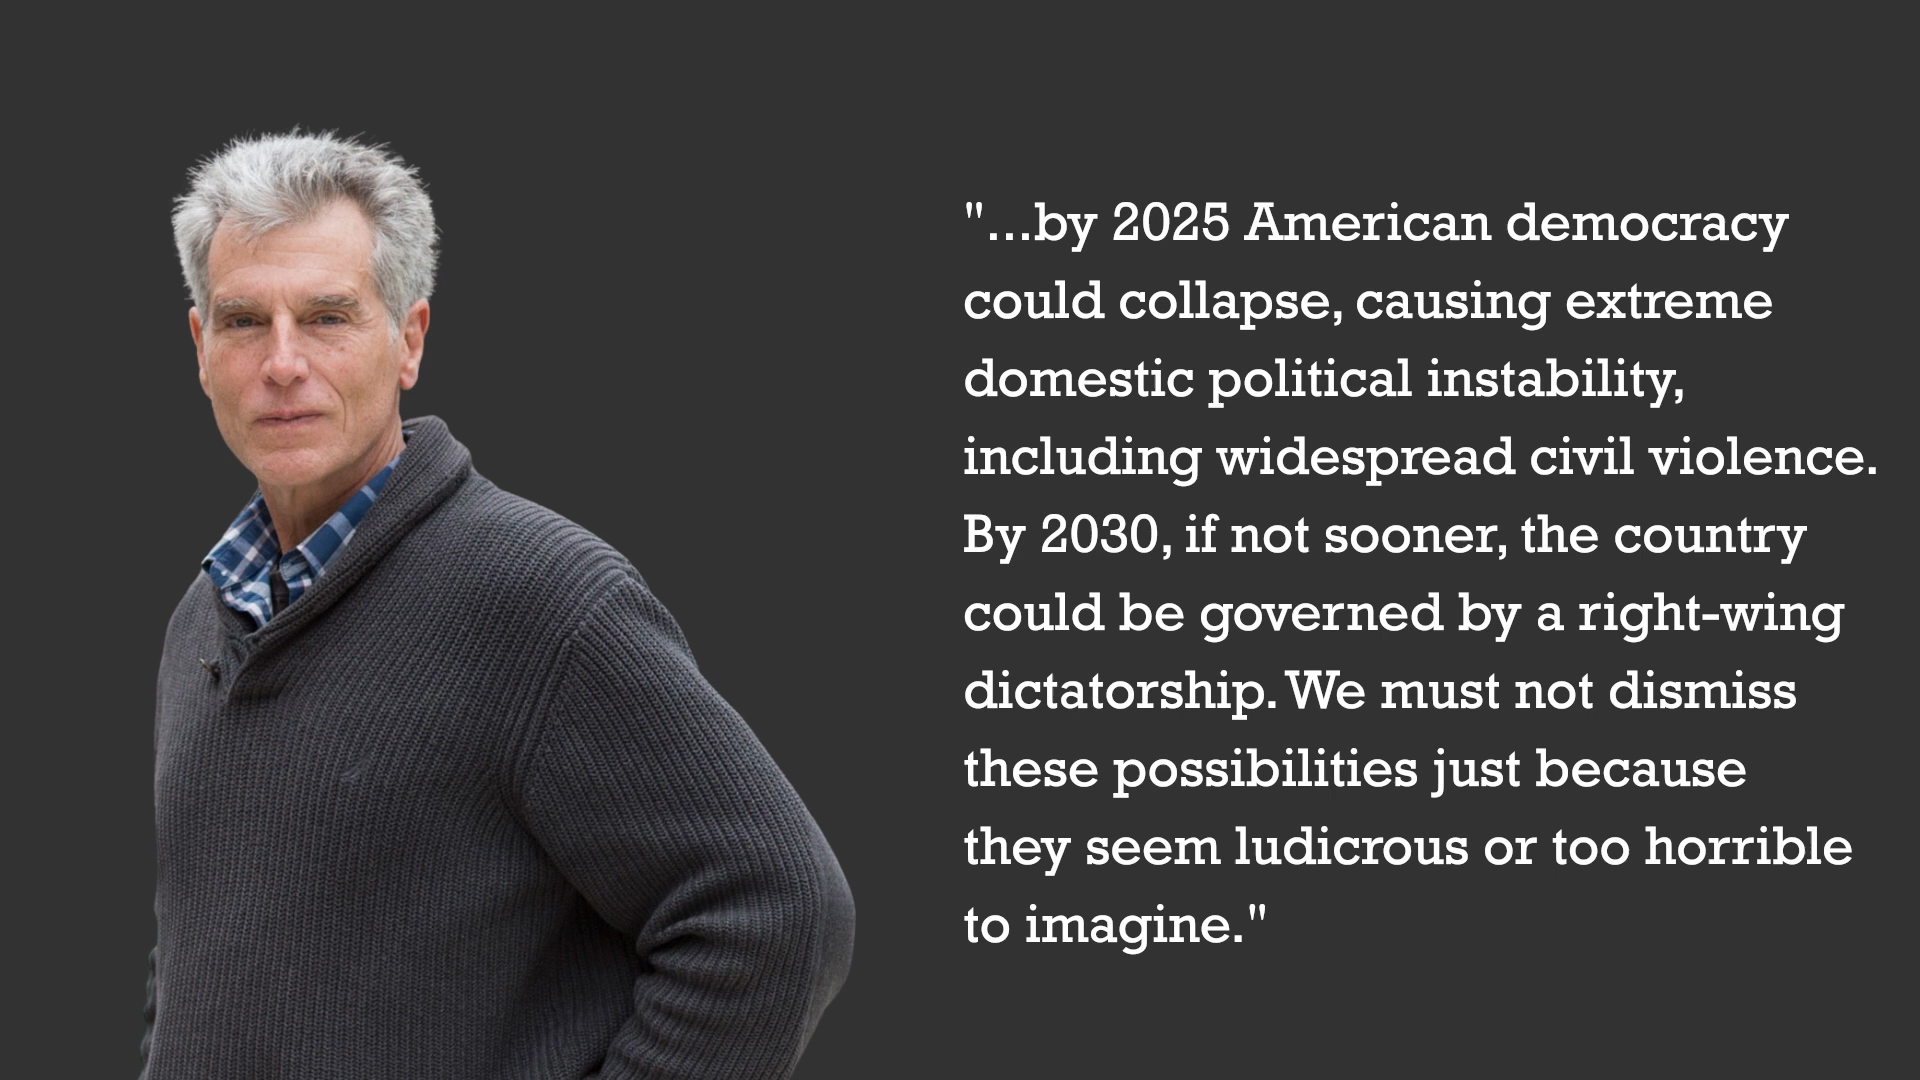 "...by 2025 American democracy
could collapse, causing extreme
domestic political instability,
including widespread civil violence.
By 2030, if not sooner, the country
could be governed by a right-wing
dictatorship. We must not dismiss
these possibilities just because
they seem ludicrous or too horrible
to imagine."